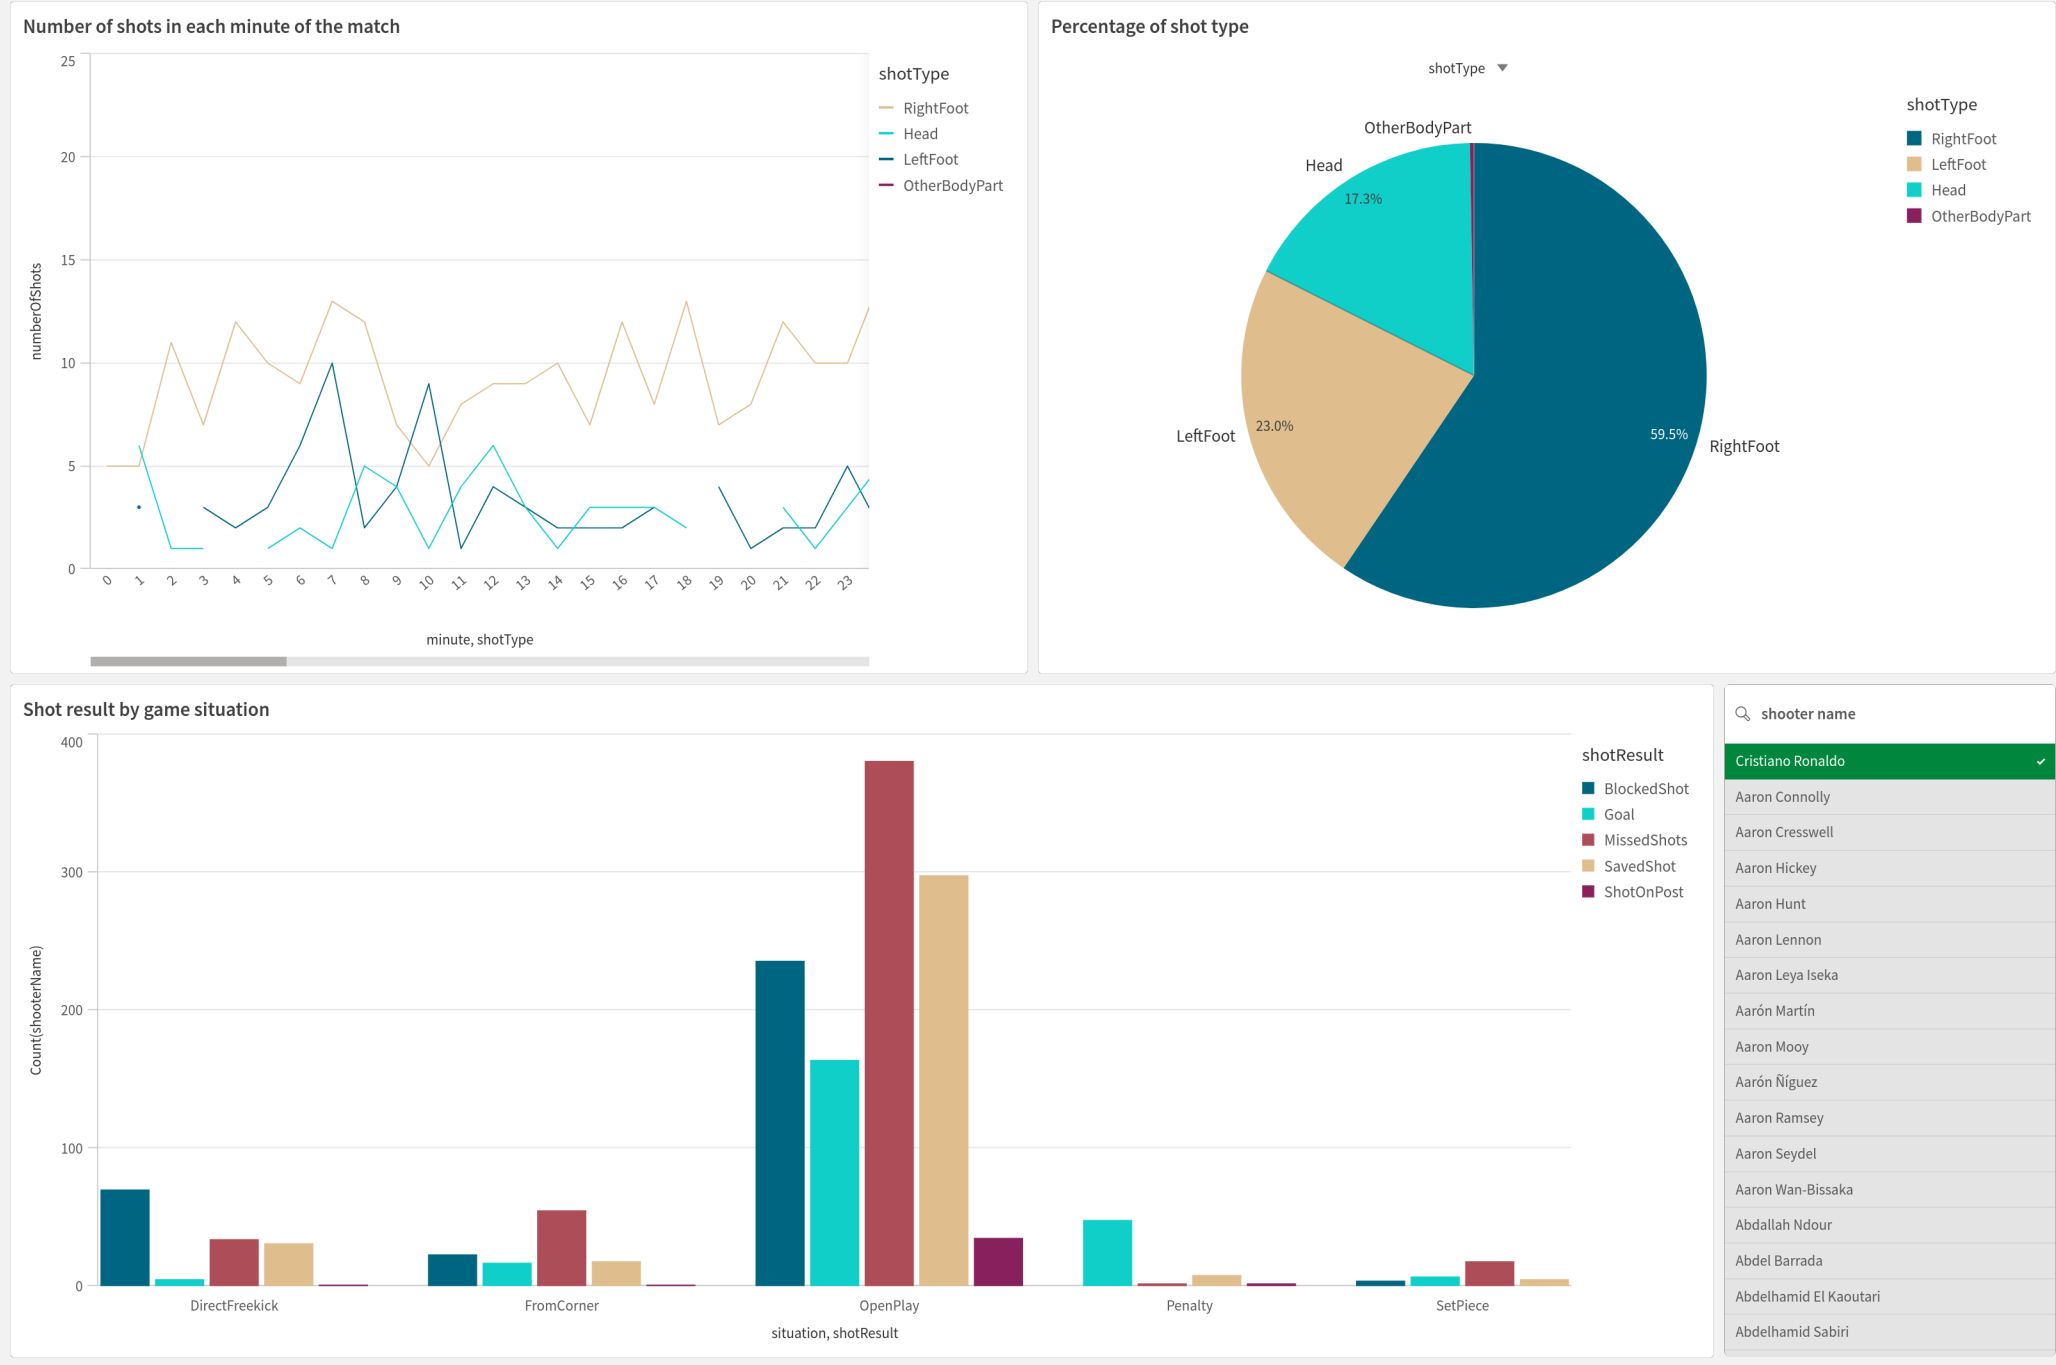 Number of shots in each minute of the match
25
20
15
10
5
0
numberOfShots
0 1 2 3 4 5 6 7 8 9 10 11 12 13 14 15 16 17 18 19 20 21 22 23
minute, shotType
shotType
RightFoot
Head
LeftFoot
OtherBodyPart
Percentage of shot type
shotType
OtherBodyPart
Head
17.3%
LeftFoot
23.0%
59.5%
RightFoot
shotType
RightFoot
LeftFoot
Head
OtherBodyPart
Shot result by game situation
400
300
200
100
0
Count(shooterName)
DirectFreekick FromCorner OpenPlay Penalty SetPiece
situation, shotResult
shotResult
BlockedShot
Goal
MissedShots
SavedShot
ShotOnPost
shooter name
Cristiano Ronaldo
Aaron Connolly
Aaron Cresswell
Aaron Hickey
Aaron Hunt
Aaron Lennon
Aaron Leya Iseka
Aarón Martín
Aaron Mooy
Aarón Ñíguez
Aaron Ramsey
Aaron Seydel
Aaron Wan-Bissaka
Abdallah Ndour
Abdel Barrada
Abdelhamid El Kaoutari
Abdelhamid Sabiri